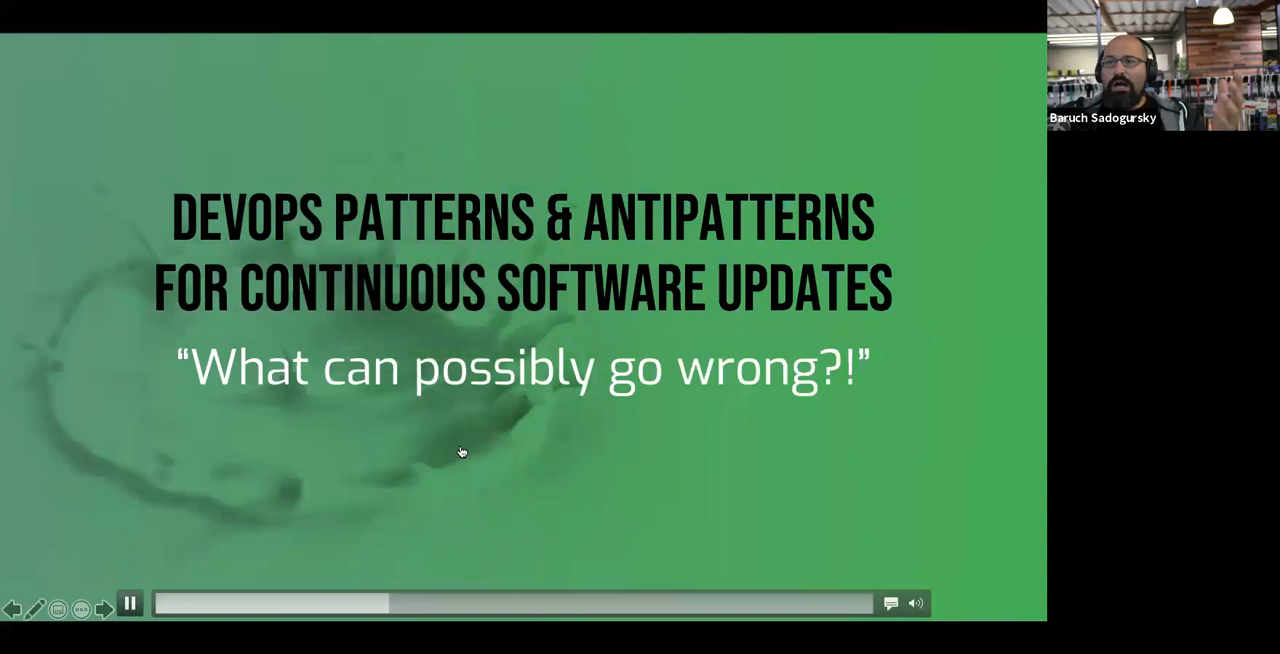 DEVOPS PATTERNS & ANTIPATTERNS
FOR CONTINUOUS SOFTWARE UPDATES
“What can possibly go wrong?!”
Baruch Sadogursky